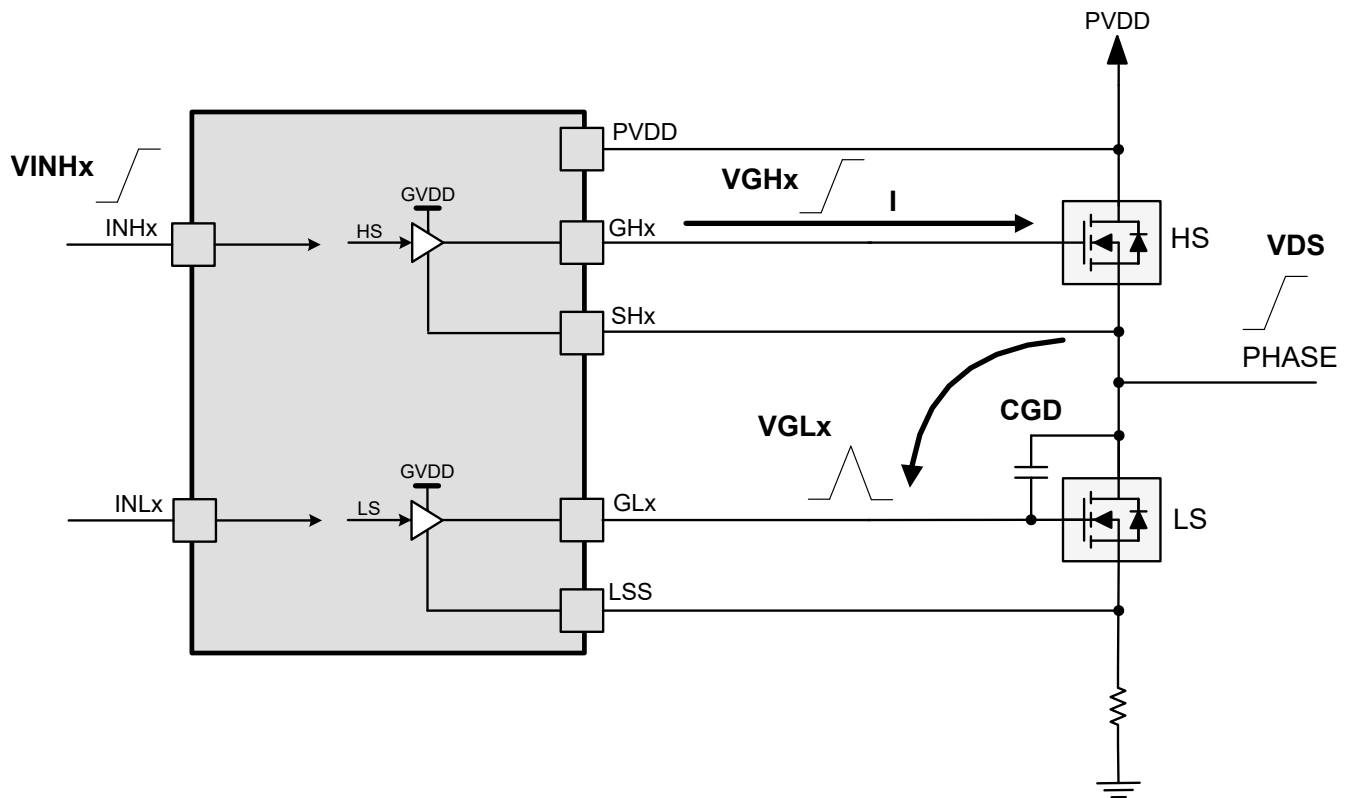 PVDD
PVDD
VINHx
INHx
HS
GVDD
GHx
VGHx
I
HS
VDS
SHx
PHASE
CGD
VGLx
INLx
LS
GVDD
GLx
LS
LSS